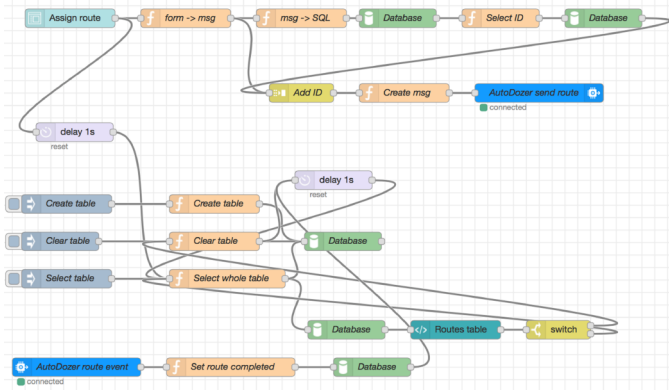 Assign route
form -> msg
msg -> SQL
Database
Select ID
Database
Add ID
Create msg
AutoDozer send route
connected
delay 1s
reset
delay 1s
reset
Create table
Create table
Clear table
Clear table
Database
Select table
Select whole table
Database
Routes table
switch
AutoDozer route event
Set route completed
Database
connected